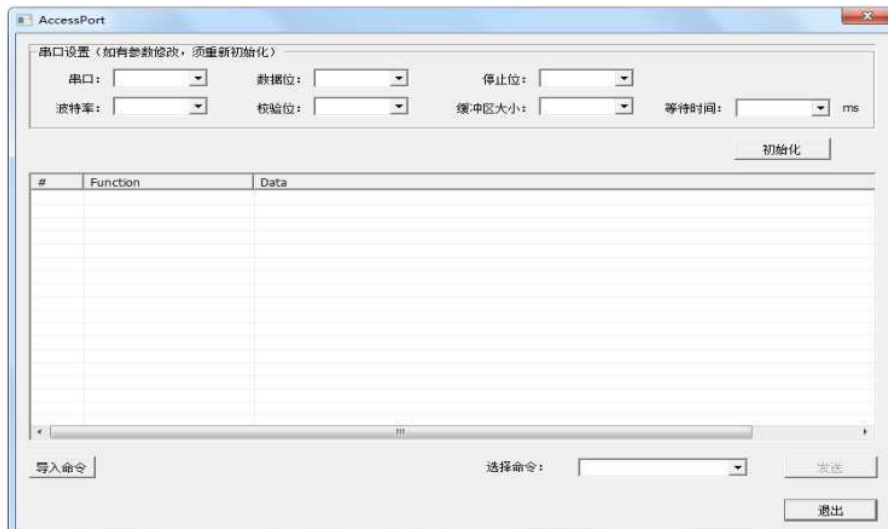 AccessPort
串口设置（如有参数修改，须重新初始化）
串口： 数据位： 停止位：
波特率： 校验位： 缓冲区大小： 等待时间： ms
初始化
# Function Data
导入命令 选择命令： 发送
退出